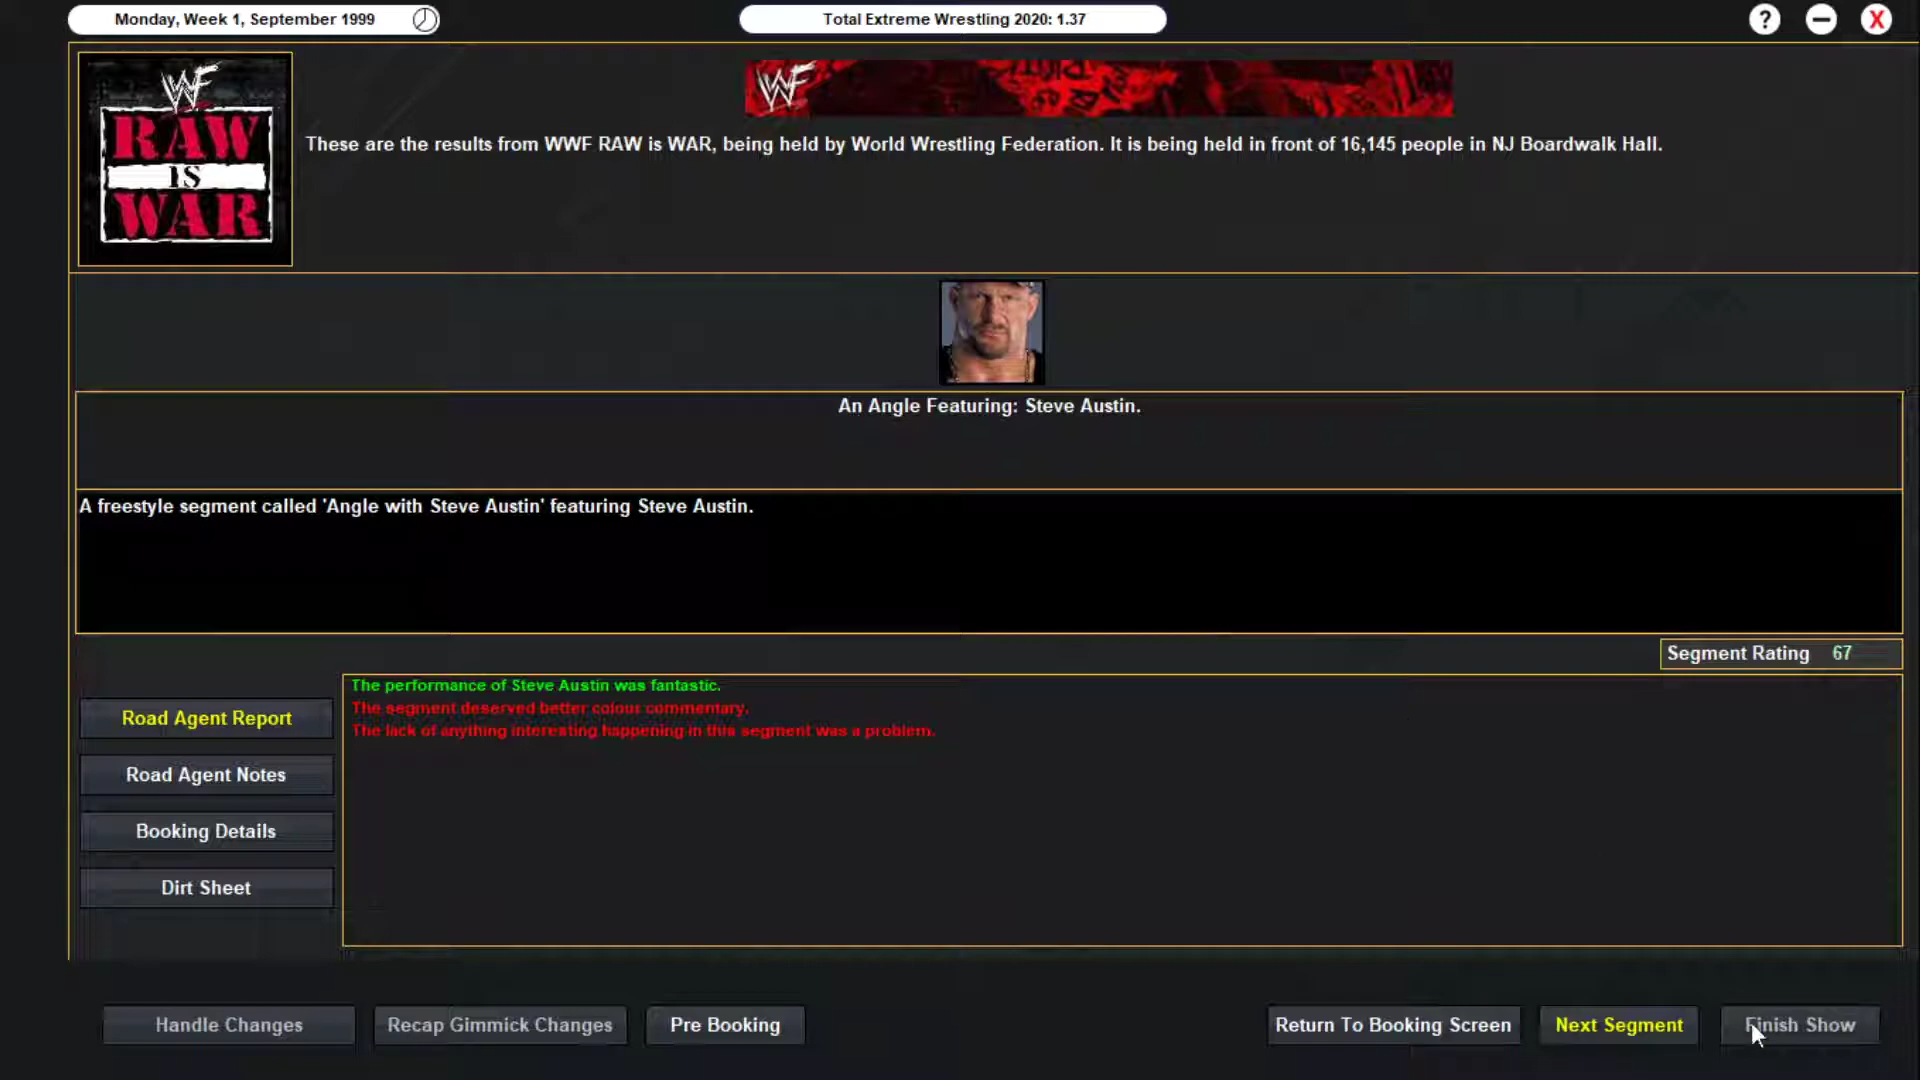 Monday, Week 1, September 1999
Total Extreme Wrestling 2020: 1.37
?
X
WF
RAW
IS
WAR
WF
These are the results from WWF RAW is WAR, being held by World Wrestling Federation. It is being held in front of 16,145 people in NJ Boardwalk Hall.
An Angle Featuring: Steve Austin.
A freestyle segment called 'Angle with Steve Austin' featuring Steve Austin.
Segment Rating 67
Road Agent Report
The performance of Steve Austin was fantastic.
The segment deserved better colour commentary.
The lack of anything interesting happening in this segment was a problem.
Road Agent Notes
Booking Details
Dirt Sheet
Handle Changes
Recap Gimmick Changes
Pre Booking
Return To Booking Screen
Next Segment
Finish Show